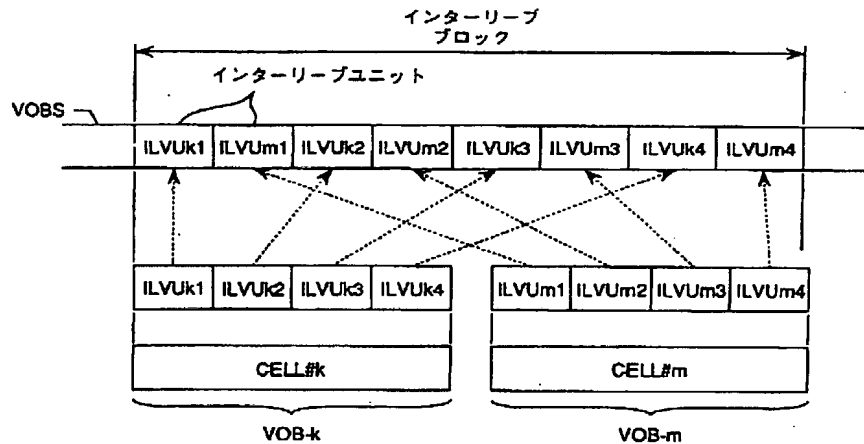 インターリーブ
ブロック
インターリーブユニット
VOBS
ILVUk1 ILVUm1 ILVUk2 ILVUm2 ILVUk3 ILVUm3 ILVUk4 ILVUm4
ILVUk1 ILVUk2 ILVUk3 ILVUk4 ILVUm1 ILVUm2 ILVUm3 ILVUm4
CELL#k CELL#m
VOB-k VOB-m